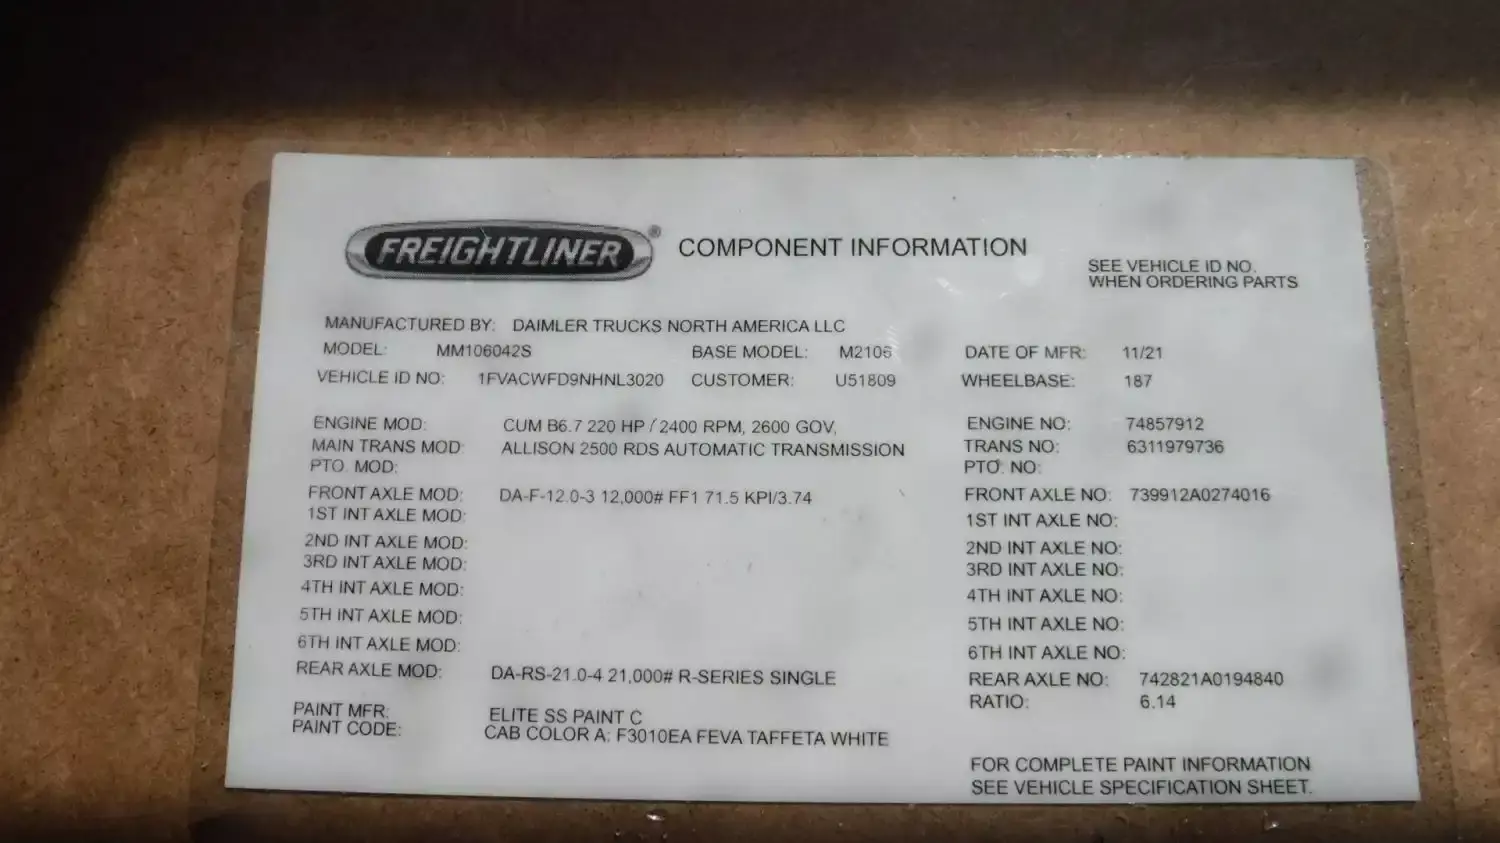 FREIGHTLINER® COMPONENT INFORMATION
SEE VEHICLE ID NO.
WHEN ORDERING PARTS
MANUFACTURED BY: DAIMLER TRUCKS NORTH AMERICA LLC
MODEL: MM106042S BASE MODEL: M2106 DATE OF MFR: 11/21
VEHICLE ID NO: 1FVACWFD9NHNL3020 CUSTOMER: U51809 WHEELBASE: 187
ENGINE MOD: CUM B6.7 220 HP / 2400 RPM, 2600 GOV, ENGINE NO: 74857912
MAIN TRANS MOD: ALLISON 2500 RDS AUTOMATIC TRANSMISSION TRANS NO: 6311979736
PTO. MOD: PTO. NO:
FRONT AXLE MOD: DA-F-12.0-3 12,000# FF1 71.5 KPI/3.74 FRONT AXLE NO: 739912A0274016
1ST INT AXLE MOD: 1ST INT AXLE NO:
2ND INT AXLE MOD: 2ND INT AXLE NO:
3RD INT AXLE MOD: 3RD INT AXLE NO:
4TH INT AXLE MOD: 4TH INT AXLE NO:
5TH INT AXLE MOD: 5TH INT AXLE NO:
6TH INT AXLE MOD: 6TH INT AXLE NO:
REAR AXLE MOD: DA-RS-21.0-4 21,000# R-SERIES SINGLE REAR AXLE NO: 742821A0194840
RATIO: 6.14
PAINT MFR: ELITE SS PAINT C
PAINT CODE: CAB COLOR A: F3010EA FEVA TAFFETA WHITE
FOR COMPLETE PAINT INFORMATION
SEE VEHICLE SPECIFICATION SHEET.